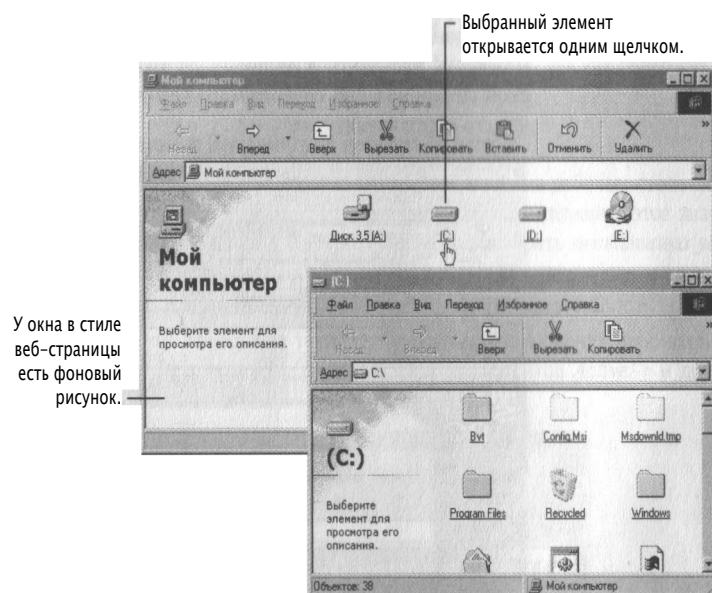 Выбранный элемент
открывается одним щелчком.
Мой компьютер
Файл Правка Вид Переход Избранное Справка
Назад Вперед Вверх Вырезать Копировать Вставить Отменить Удалить »
Адрес Мой компьютер
Диск 3,5 (A:) (C:) (D:) (E:)
Мой
компьютер
Выберите элемент для
просмотра его описания.
У окна в стиле
веб-страницы
есть фоновый
рисунок.
(C:)
Файл Правка Вид Переход Избранное Справка
Назад Вперед Вверх Вырезать Копировать »
Адрес C:\
(C:)
Выберите
элемент для
просмотра его
описания.
Bvt Config.Msi Msdownld.tmp
Program Files Recycled Windows
Объектов: 38 Мой компьютер